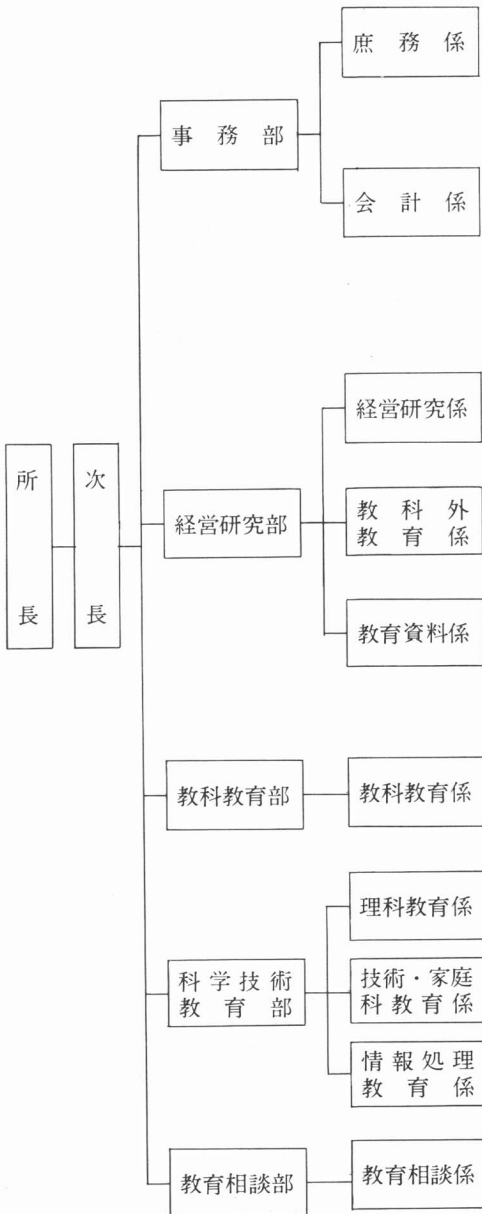 所長
次長
事務部
庶務係
会計係
経営研究部
経営研究係
教科外
教育係
教育資料係
教科教育部
教科教育係
科学技術
教育部
理科教育係
技術・家庭
科教育係
情報処理
教育係
教育相談部
教育相談係